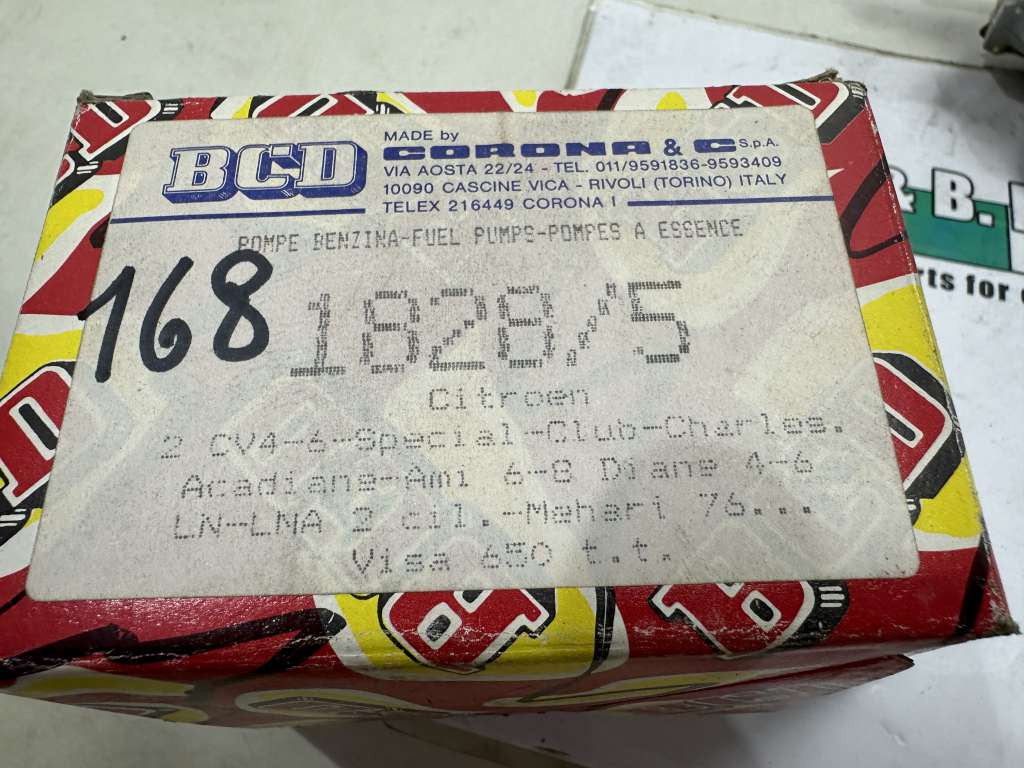 BCD
MADE by
CORONA & C S.p.A.
VIA AOSTA 22/24 - TEL. 011/9591836-9593409
10090 CASCINE VICA - RIVOLI (TORINO) ITALY
TELEX 216449 CORONA I
POMPE BENZINA-FUEL PUMPS-POMPES A ESSENCE
168
1828/5
Citroen
2 CV4-6-Special-Club-Charles.
Acadiane-Ami 6-8 Diane 4-6
LN-LNA 2 cil.-Mehari 76...
Visa 650 t.t.
& B.
for